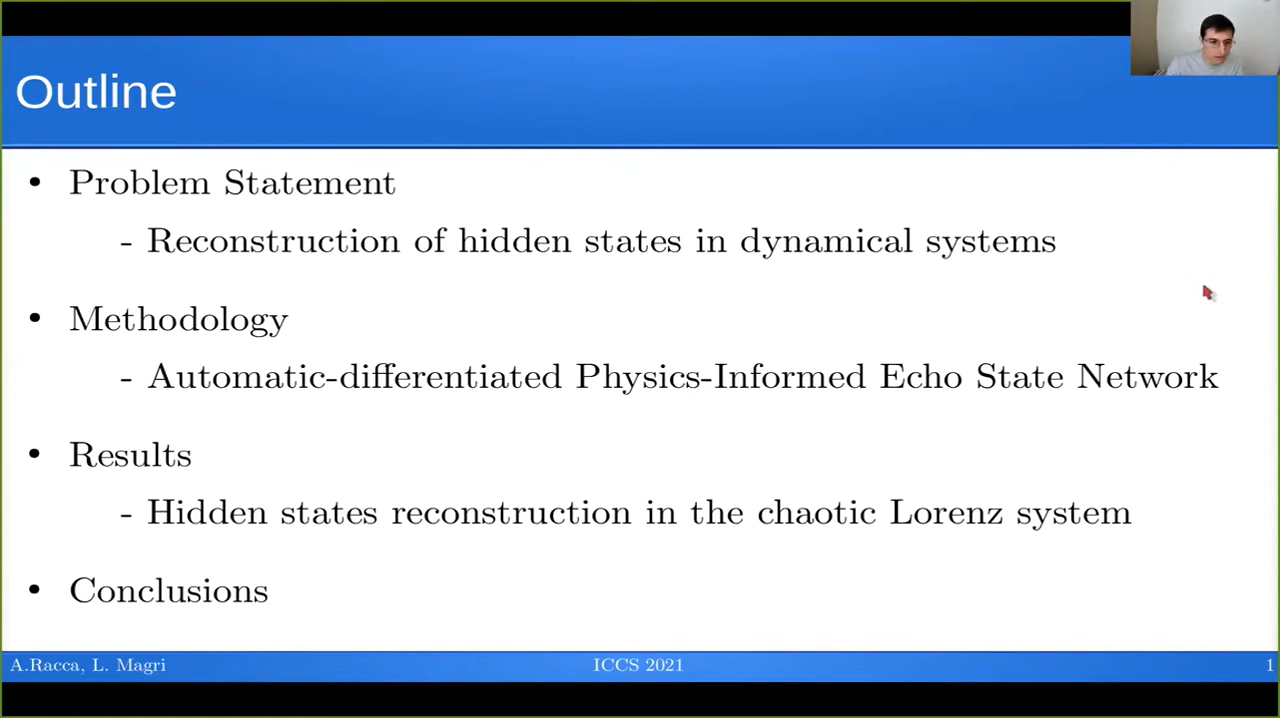 Outline
• Problem Statement
- Reconstruction of hidden states in dynamical systems
• Methodology
- Automatic-differentiated Physics-Informed Echo State Network
• Results
- Hidden states reconstruction in the chaotic Lorenz system
• Conclusions
A.Racca, L. Magri
ICCS 2021
1